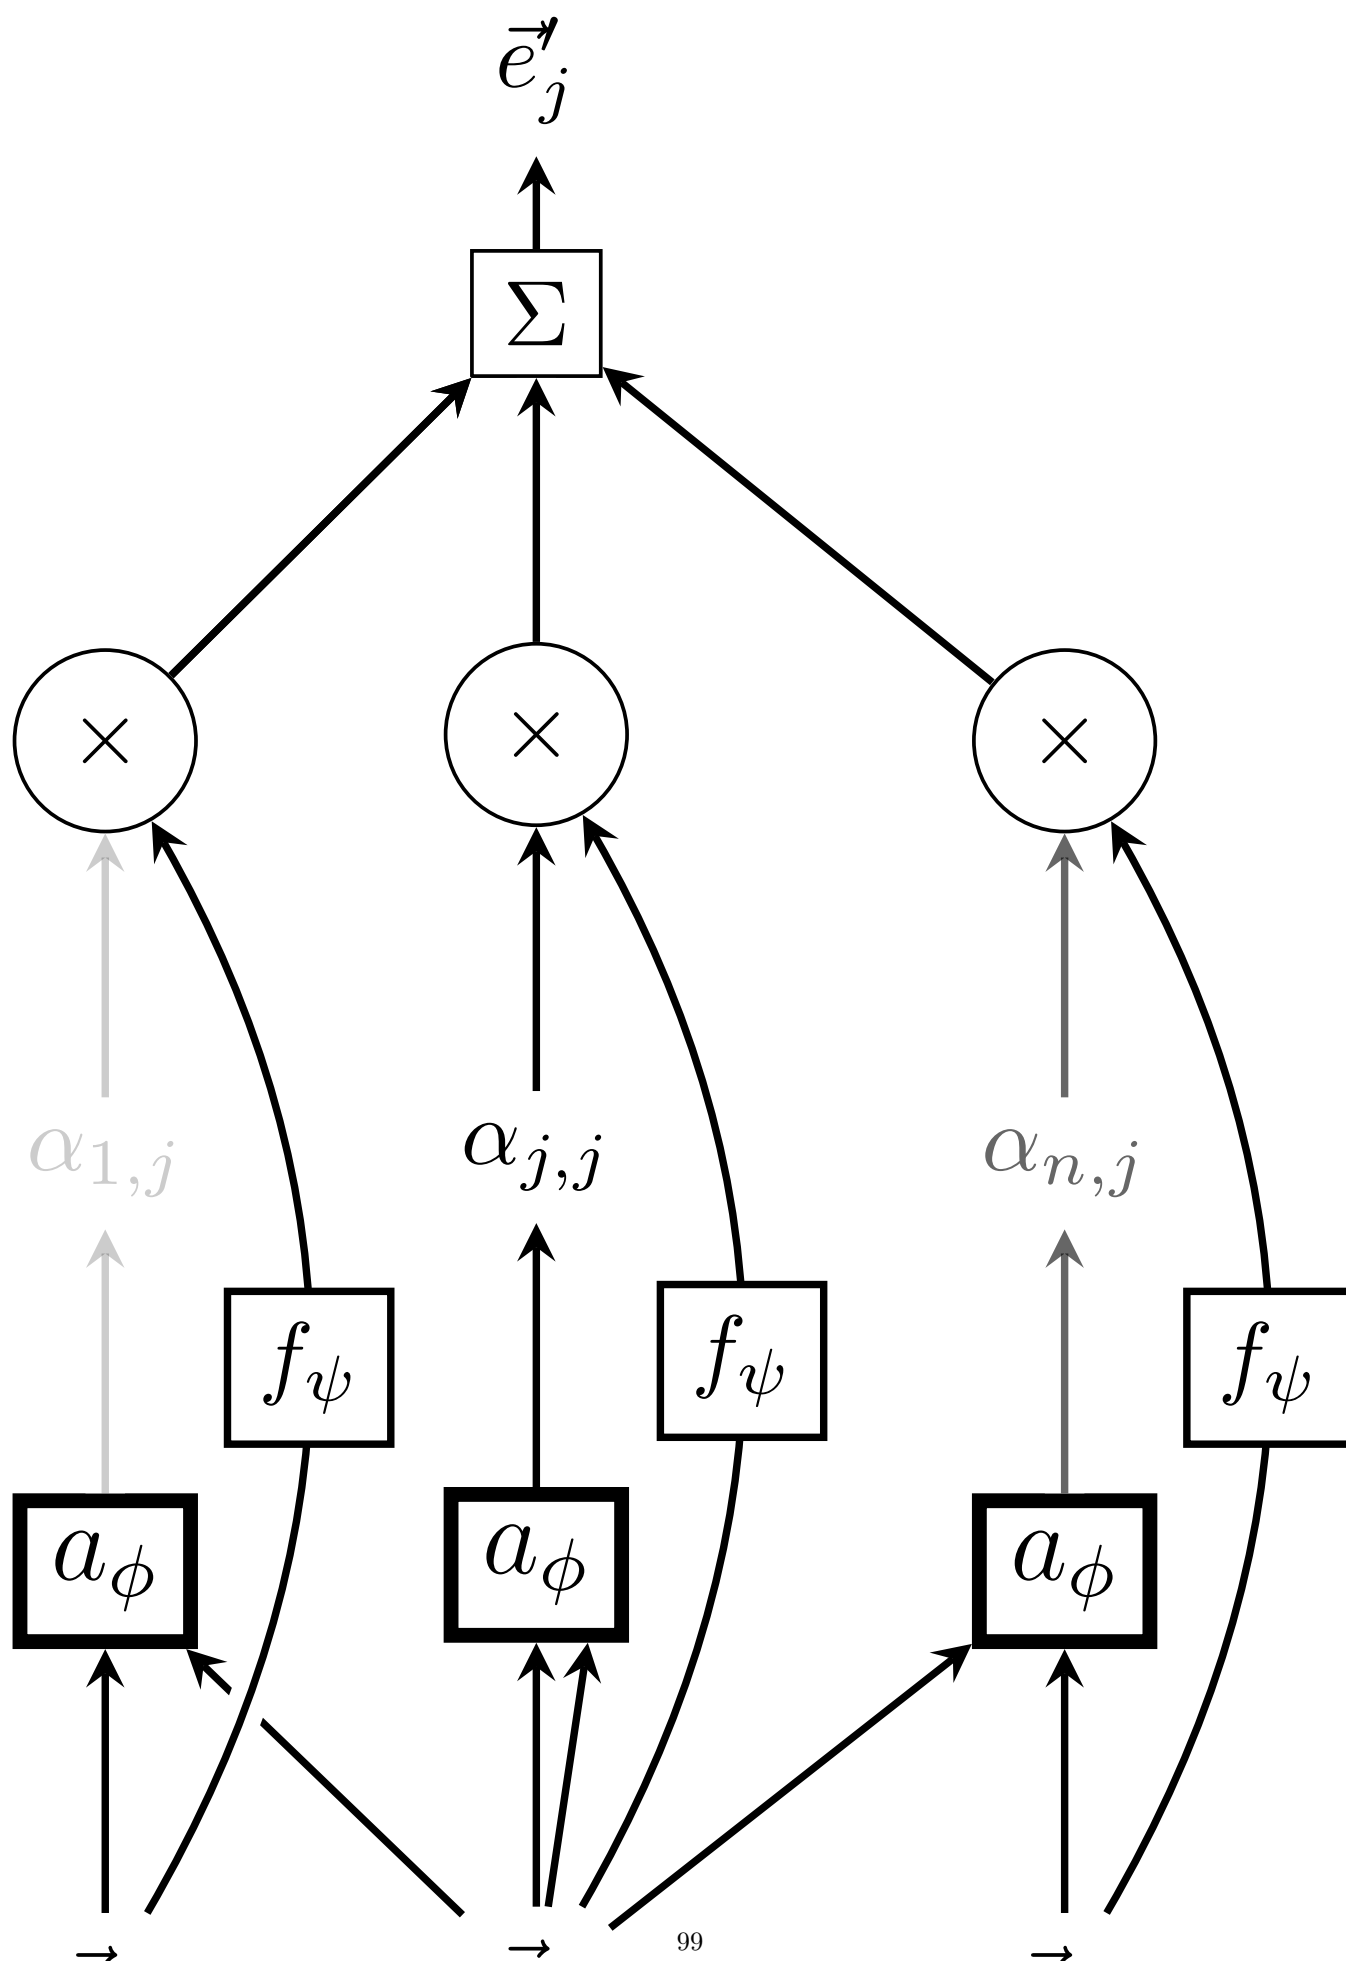 e⃗′_j
Σ
× × ×
α_{1,j} α_{j,j} α_{n,j}
f_ψ f_ψ f_ψ
a_ϕ a_ϕ a_ϕ
99